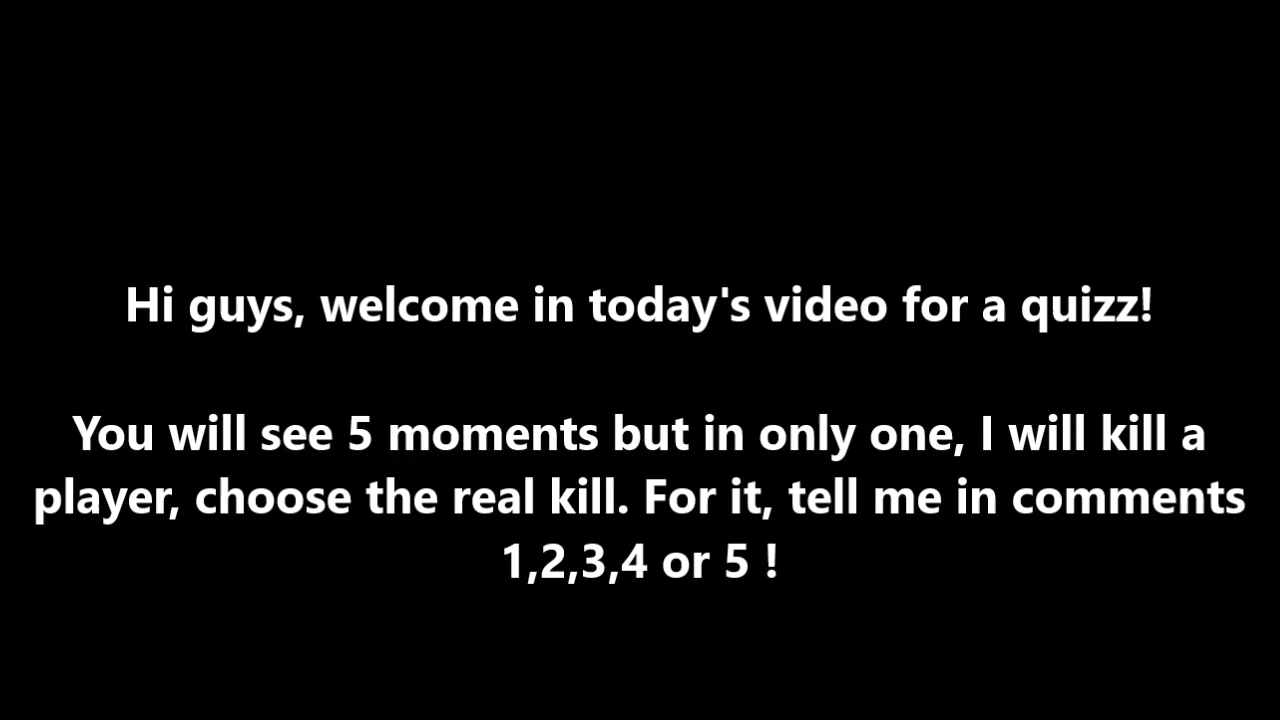 Hi guys, welcome in today's video for a quizz!
You will see 5 moments but in only one, I will kill a
player, choose the real kill. For it, tell me in comments
1,2,3,4 or 5 !